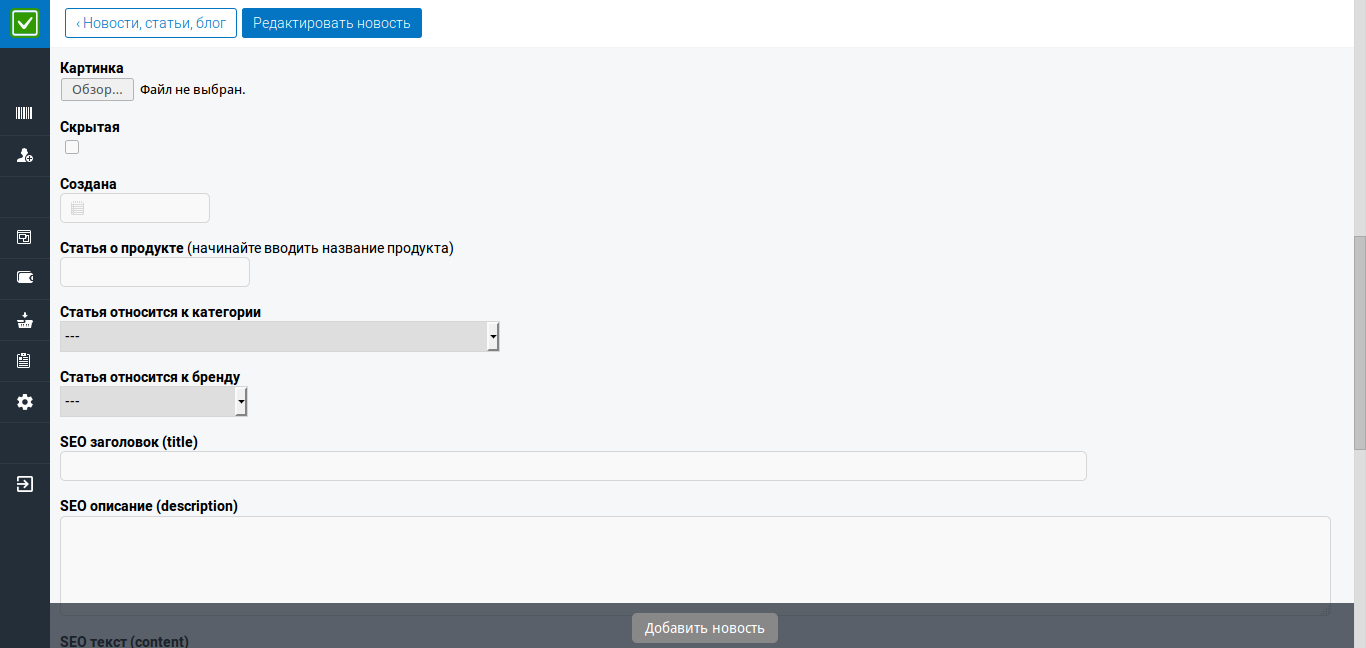 ‹ Новости, статьи, блог
Редактировать новость
Картинка
Обзор...
Файл не выбран.
Скрытая
Создана
Статья о продукте (начинайте вводить название продукта)
Статья относится к категории
---
Статья относится к бренду
---
SEO заголовок (title)
SEO описание (description)
Добавить новость
SEO текст (content)